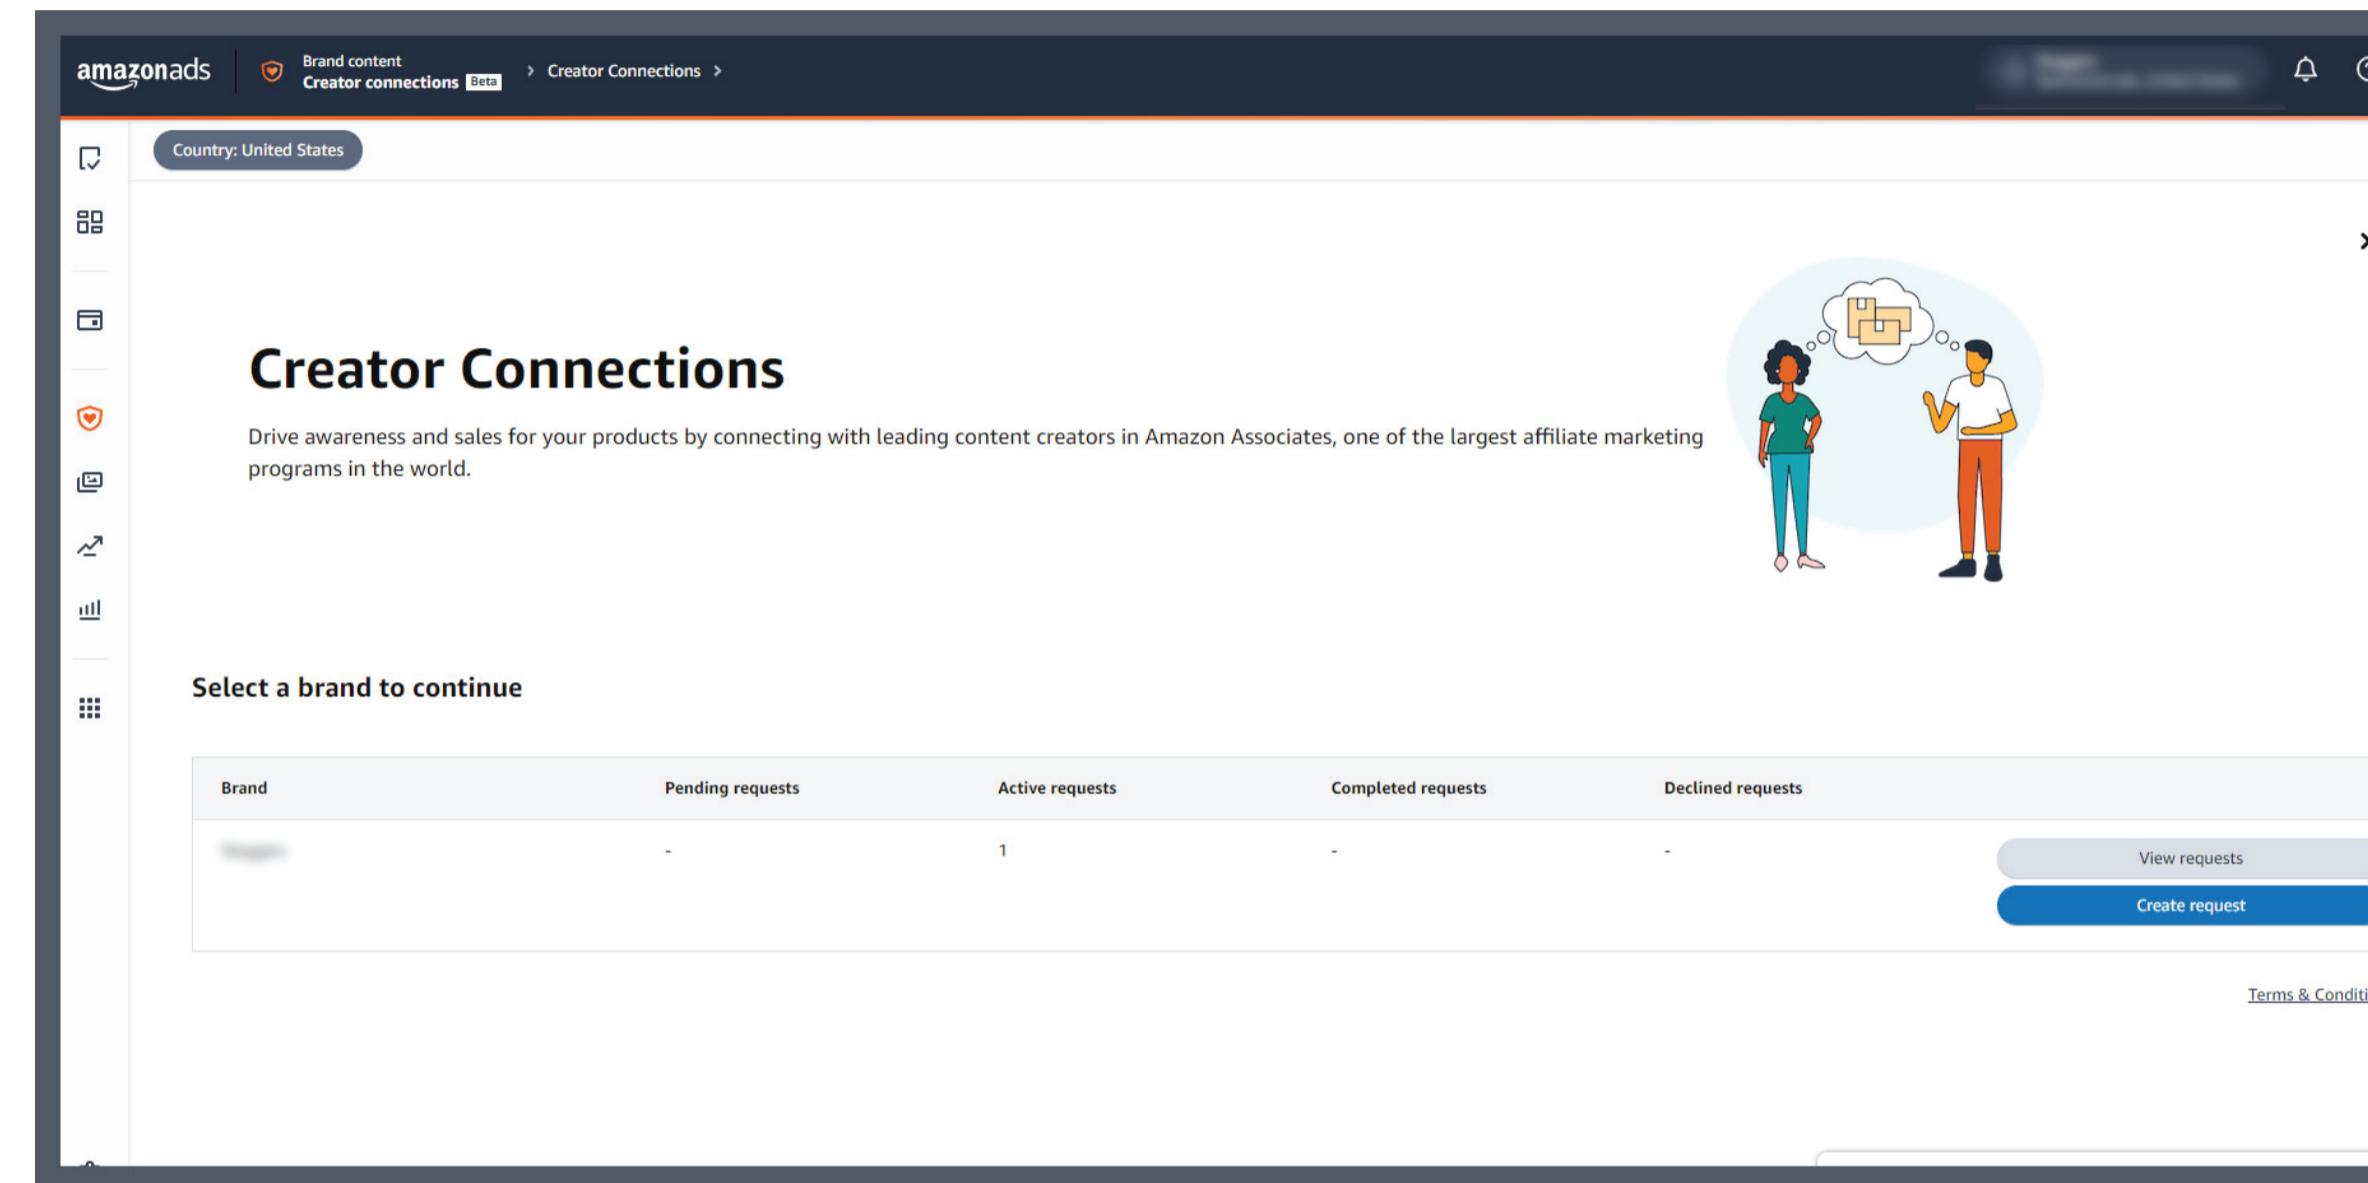 amazonads
Brand content
Creator connections Beta
> Creator Connections >
Country: United States
Creator Connections
Drive awareness and sales for your products by connecting with leading content creators in Amazon Associates, one of the largest affiliate marketing
programs in the world.
Select a brand to continue
Brand Pending requests Active requests Completed requests Declined requests
- 1 - -
View requests
Create request
Terms & Conditi